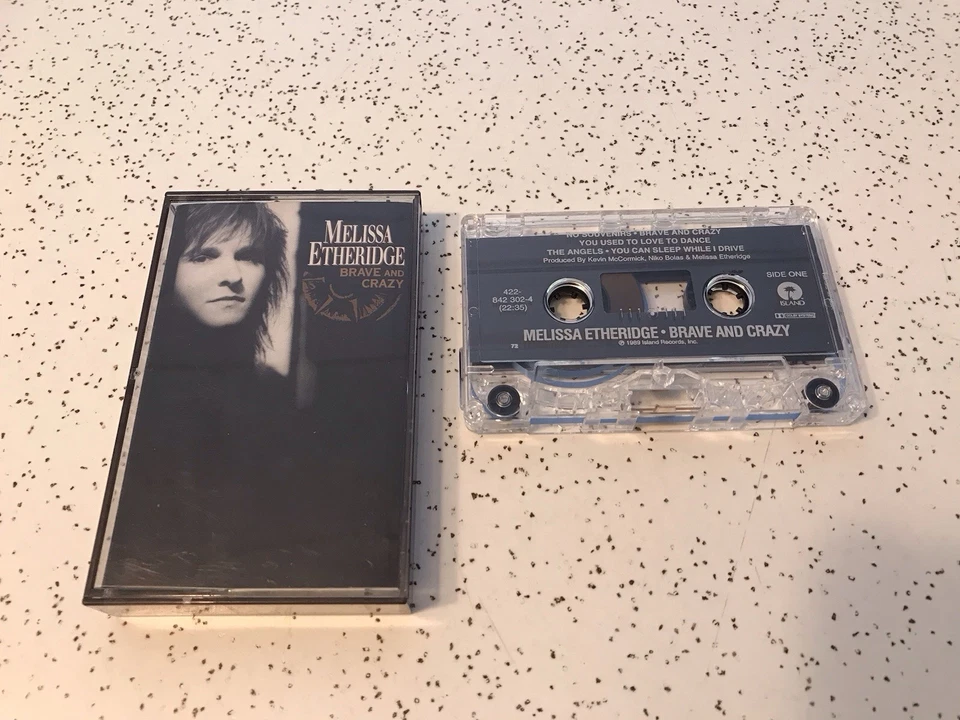 MELISSA
ETHERIDGE
BRAVE AND
CRAZY
NO SOUVENIRS • BRAVE AND CRAZY
YOU USED TO LOVE TO DANCE
THE ANGELS • YOU CAN SLEEP WHILE I DRIVE
Produced by Kevin McCormick, Niko Bolas & Melissa Etheridge
422-
842 302-4
(22:35)
SIDE ONE
ISLAND
DOLBY SYSTEM
MELISSA ETHERIDGE • BRAVE AND CRAZY
72
℗ 1989 Island Records, Inc.